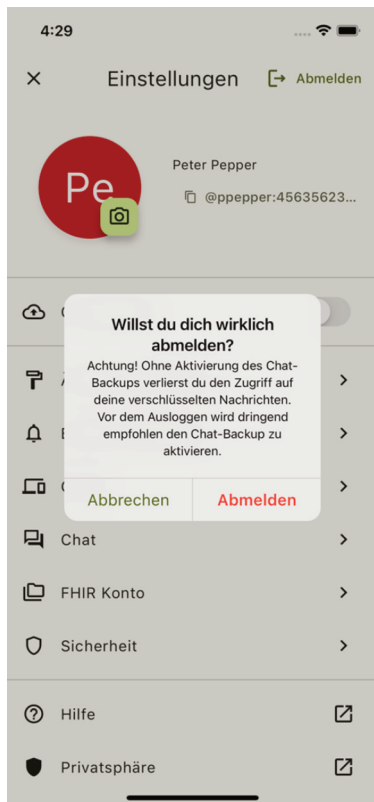 4:29
Einstellungen
Abmelden
Pe
Peter Pepper
@ppepper:45635623...
Willst du dich wirklich
abmelden?
Achtung! Ohne Aktivierung des Chat-
Backups verlierst du den Zugriff auf
deine verschlüsselten Nachrichten.
Vor dem Ausloggen wird dringend
empfohlen den Chat-Backup zu
aktivieren.
Abbrechen
Abmelden
Chat
FHIR Konto
Sicherheit
Hilfe
Privatsphäre